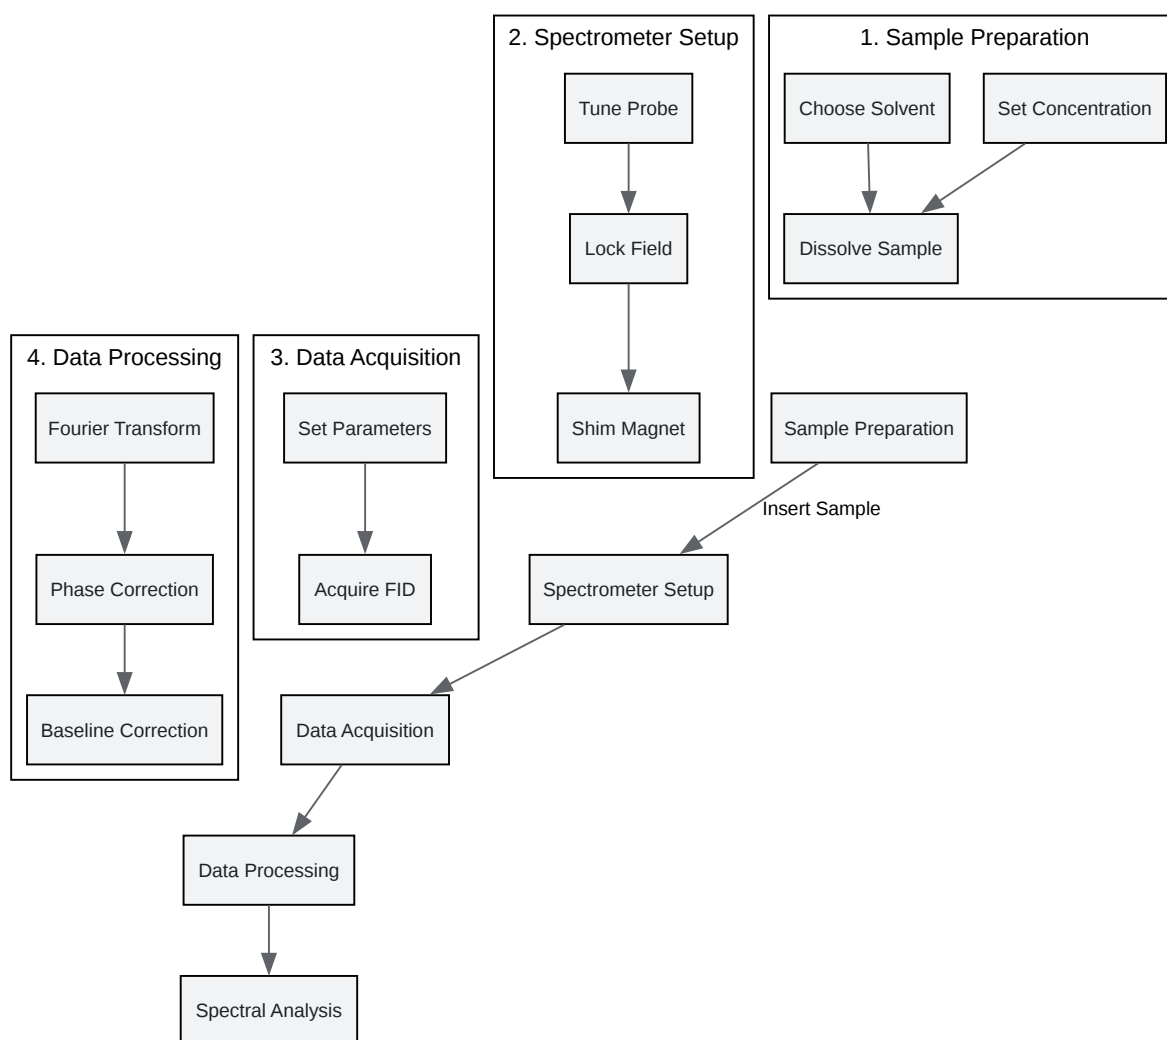 2. Spectrometer Setup
Tune Probe
Lock Field
Shim Magnet
1. Sample Preparation
Choose Solvent
Set Concentration
Dissolve Sample
4. Data Processing
Fourier Transform
Phase Correction
Baseline Correction
3. Data Acquisition
Set Parameters
Acquire FID
Sample Preparation
Insert Sample
Spectrometer Setup
Data Acquisition
Data Processing
Spectral Analysis